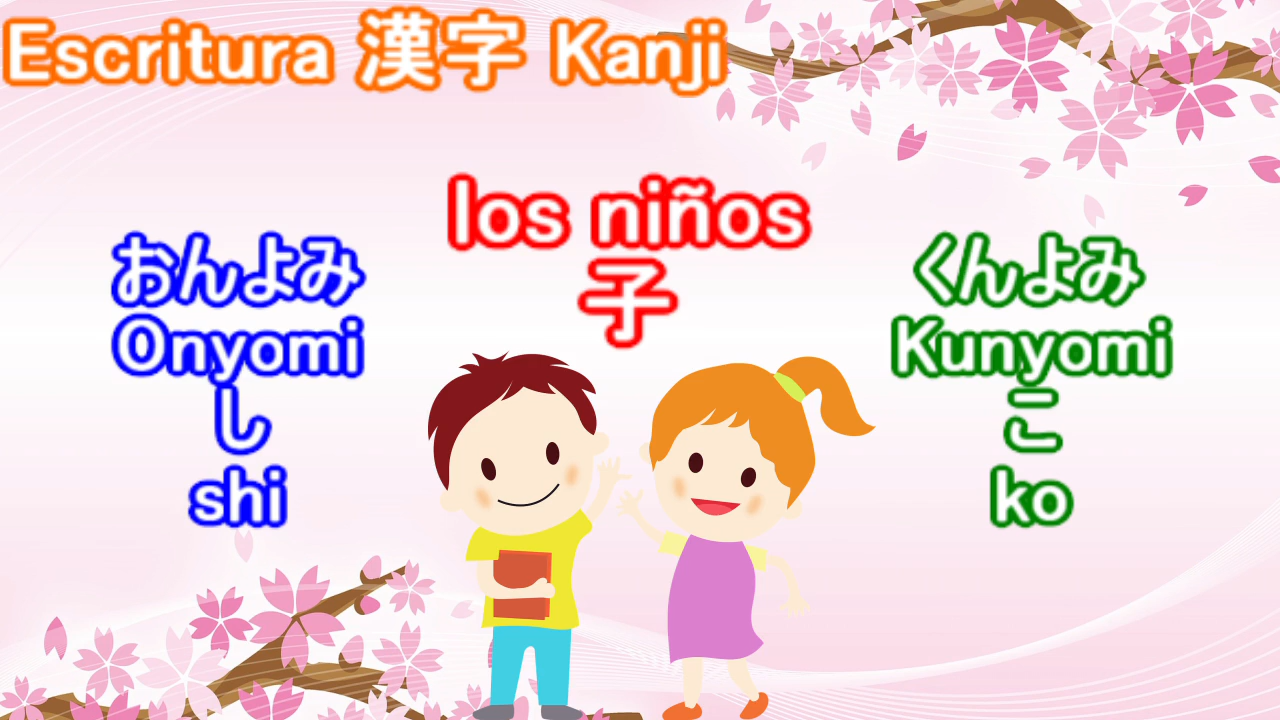 Escritura 漢字 Kanji
los niños
子
おんよみ
Onyomi
し
shi
くんよみ
Kunyomi
こ
ko